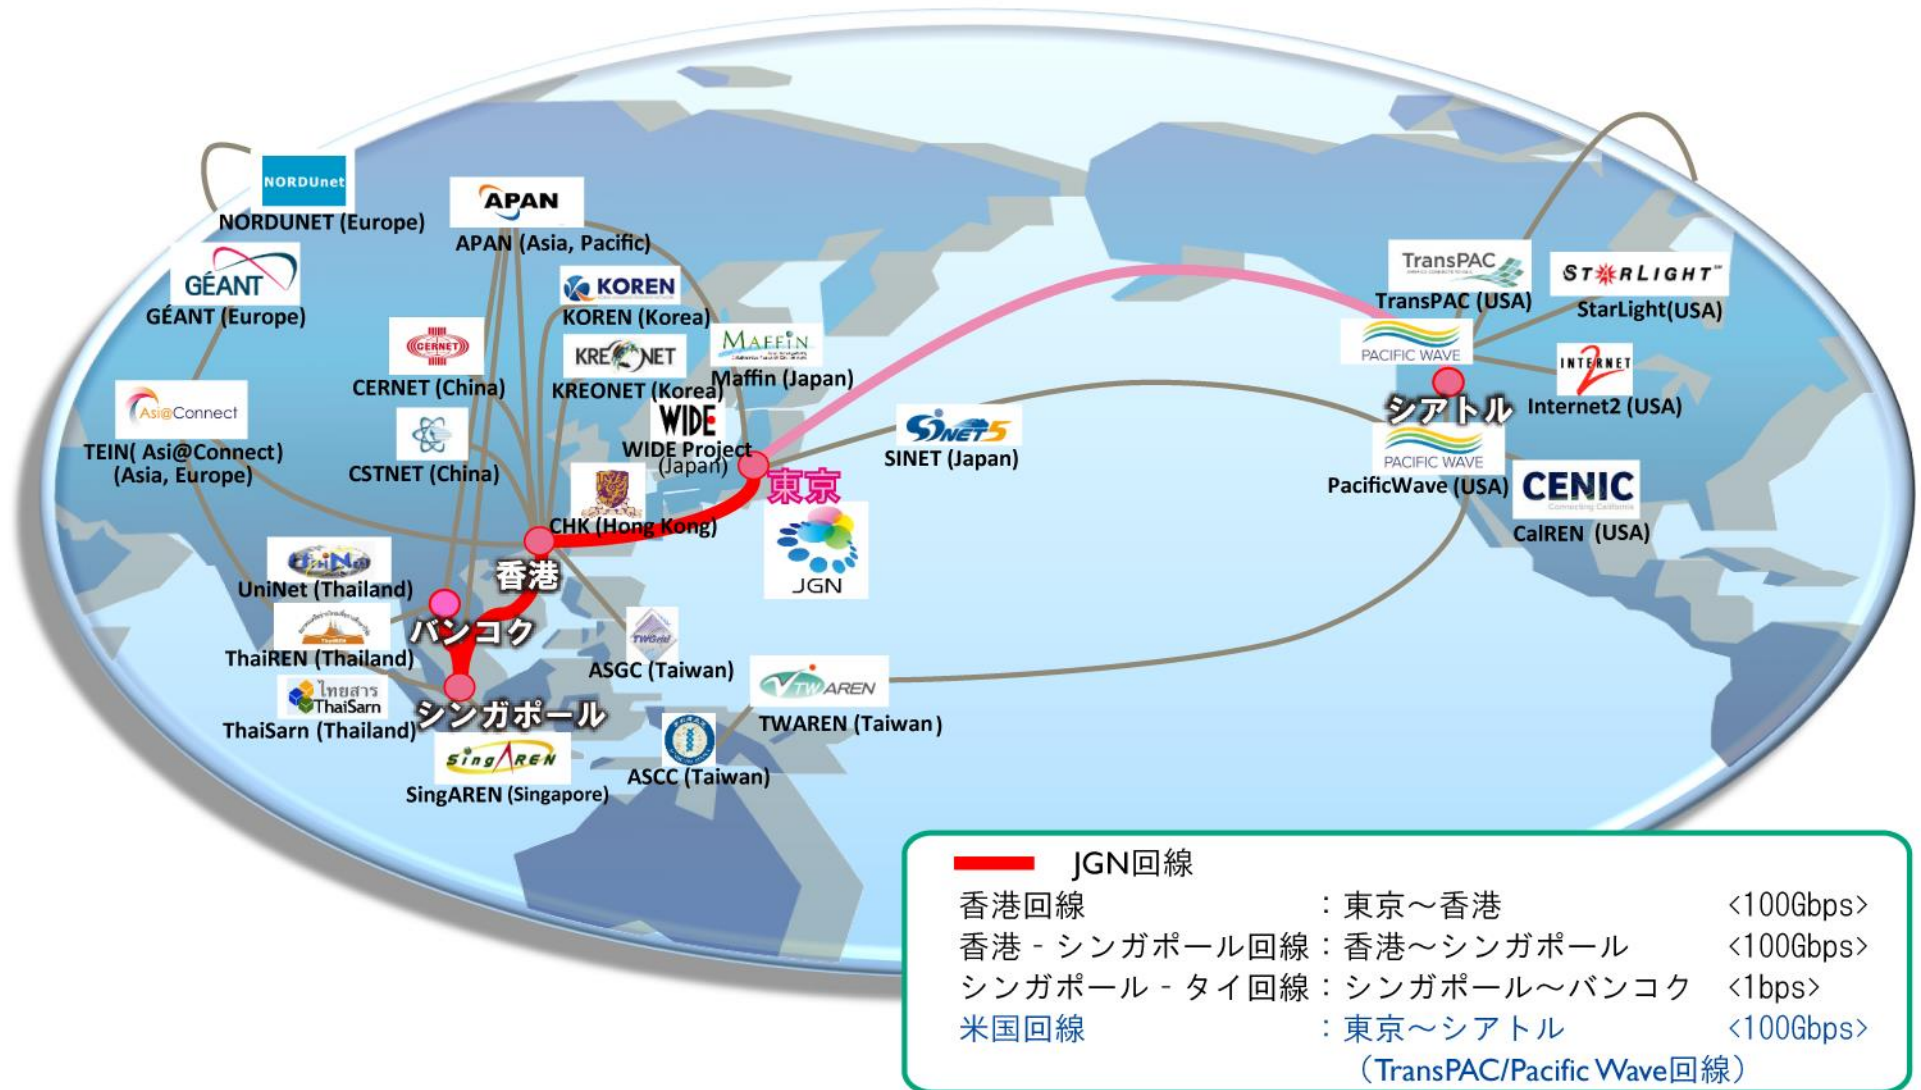 NORDUnet
NORDUNET (Europe)
APAN
APAN (Asia, Pacific)
GÉANT
GÉANT (Europe)
KOREN
KOREN (Korea)
CERNET
CERNET (China)
KREONET
KREONET (Korea)
MAFFIN
Maffin (Japan)
Asi@Connect
TEIN( Asi@Connect)
(Asia, Europe)
CSTNET (China)
WIDE
WIDE Project
(Japan)
東京
JGN
SINET5
SINET (Japan)
TransPAC
TransPAC (USA)
STARLIGHT
StarLight(USA)
PACIFIC WAVE
INTERNET
2
Internet2 (USA)
シアトル
PACIFIC WAVE
PacificWave (USA)
CENIC
Connecting California
CalREN (USA)
CHK (Hong Kong)
香港
UniNet
UniNet (Thailand)
バンコク
ThaiREN (Thailand)
ไทยสาร
ThaiSarn
ThaiSarn (Thailand)
シンガポール
SingAREN
SingAREN (Singapore)
TWGrid
ASGC (Taiwan)
TWAREN
TWAREN (Taiwan)
ASCC (Taiwan)
JGN回線
香港回線 : 東京～香港 <100Gbps>
香港 - シンガポール回線 : 香港～シンガポール <100Gbps>
シンガポール - タイ回線 : シンガポール～バンコク <1bps>
米国回線 : 東京～シアトル <100Gbps>
（TransPAC/Pacific Wave回線）